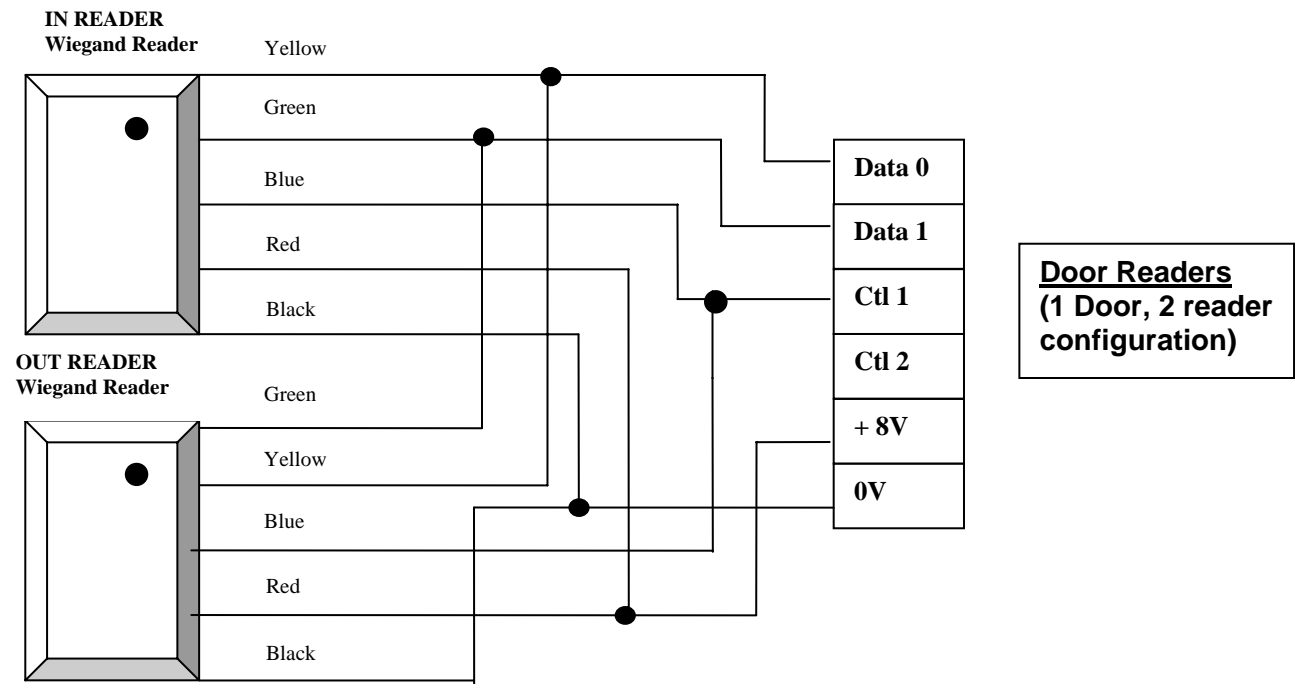 IN READER
Wiegand Reader
Yellow
Green
Blue
Red
Black
OUT READER
Wiegand Reader
Green
Yellow
Blue
Red
Black
Data 0
Data 1
Ctl 1
Ctl 2
+ 8V
0V
Door Readers
(1 Door, 2 reader
configuration)